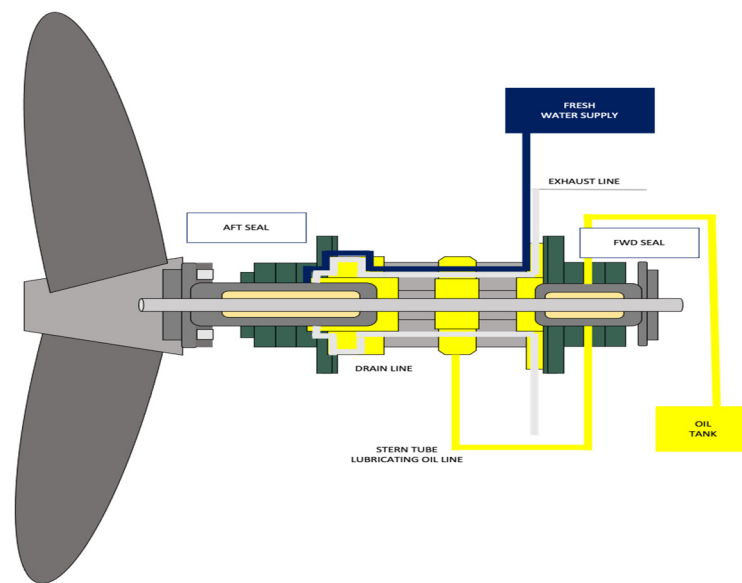 FRESH
WATER SUPPLY
EXHAUST LINE
AFT SEAL
FWD SEAL
DRAIN LINE
OIL
TANK
STERN TUBE
LUBRICATING OIL LINE